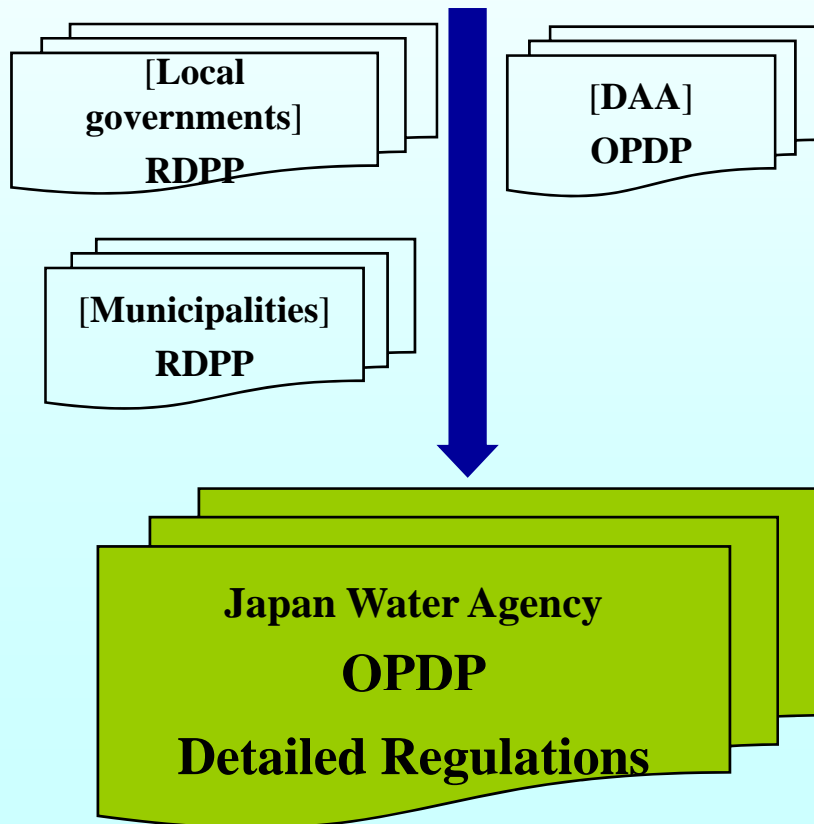 [Local
governments]
RDPP
[DAA]
OPDP
[Municipalities]
RDPP
Japan Water Agency
OPDP
Detailed Regulations